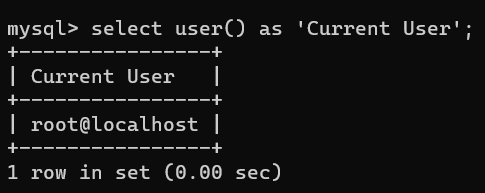 mysql> select user() as 'Current User';
+----------------+
| Current User   |
+----------------+
| root@localhost |
+----------------+
1 row in set (0.00 sec)